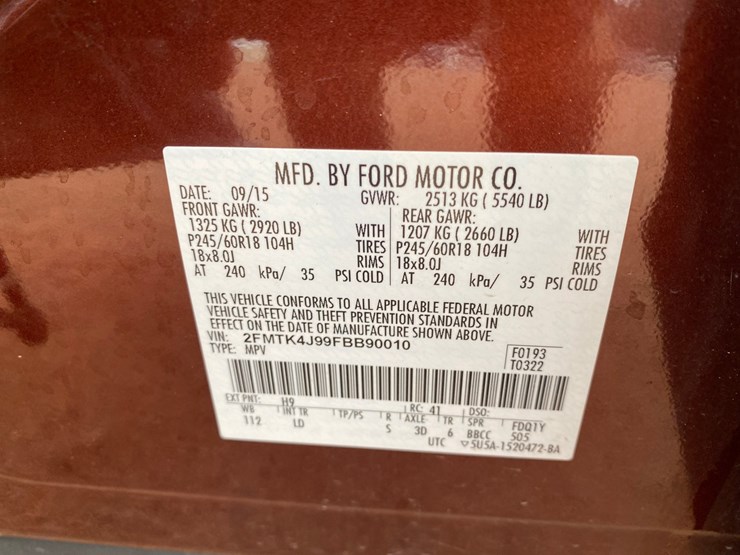 MFD. BY FORD MOTOR CO.
DATE: 09/15 GVWR: 2513 KG ( 5540 LB)
FRONT GAWR: REAR GAWR:
1325 KG ( 2920 LB) WITH 1207 KG ( 2660 LB) WITH
P245/60R18 104H TIRES P245/60R18 104H TIRES
18x8.0J RIMS 18x8.0J RIMS
AT 240 kPa/ 35 PSI COLD AT 240 kPa/ 35 PSI COLD
THIS VEHICLE CONFORMS TO ALL APPLICABLE FEDERAL MOTOR
VEHICLE SAFETY AND THEFT PREVENTION STANDARDS IN
EFFECT ON THE DATE OF MANUFACTURE SHOWN ABOVE.
VIN: 2FMTK4J99FBB90010
TYPE: MPV
F0193
T0322
EXT PNT: H9 RC: 41 DSO:
WB INT TR TP/PS R AXLE TR SPR FDQ1Y
112 LD S 3D 6 BBCC 505
UTC ▽5U5A-1520472-BA